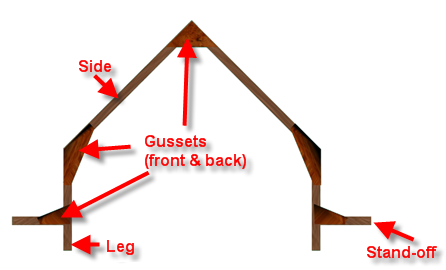 Side
Gussets
(front & back)
Leg
Stand-off